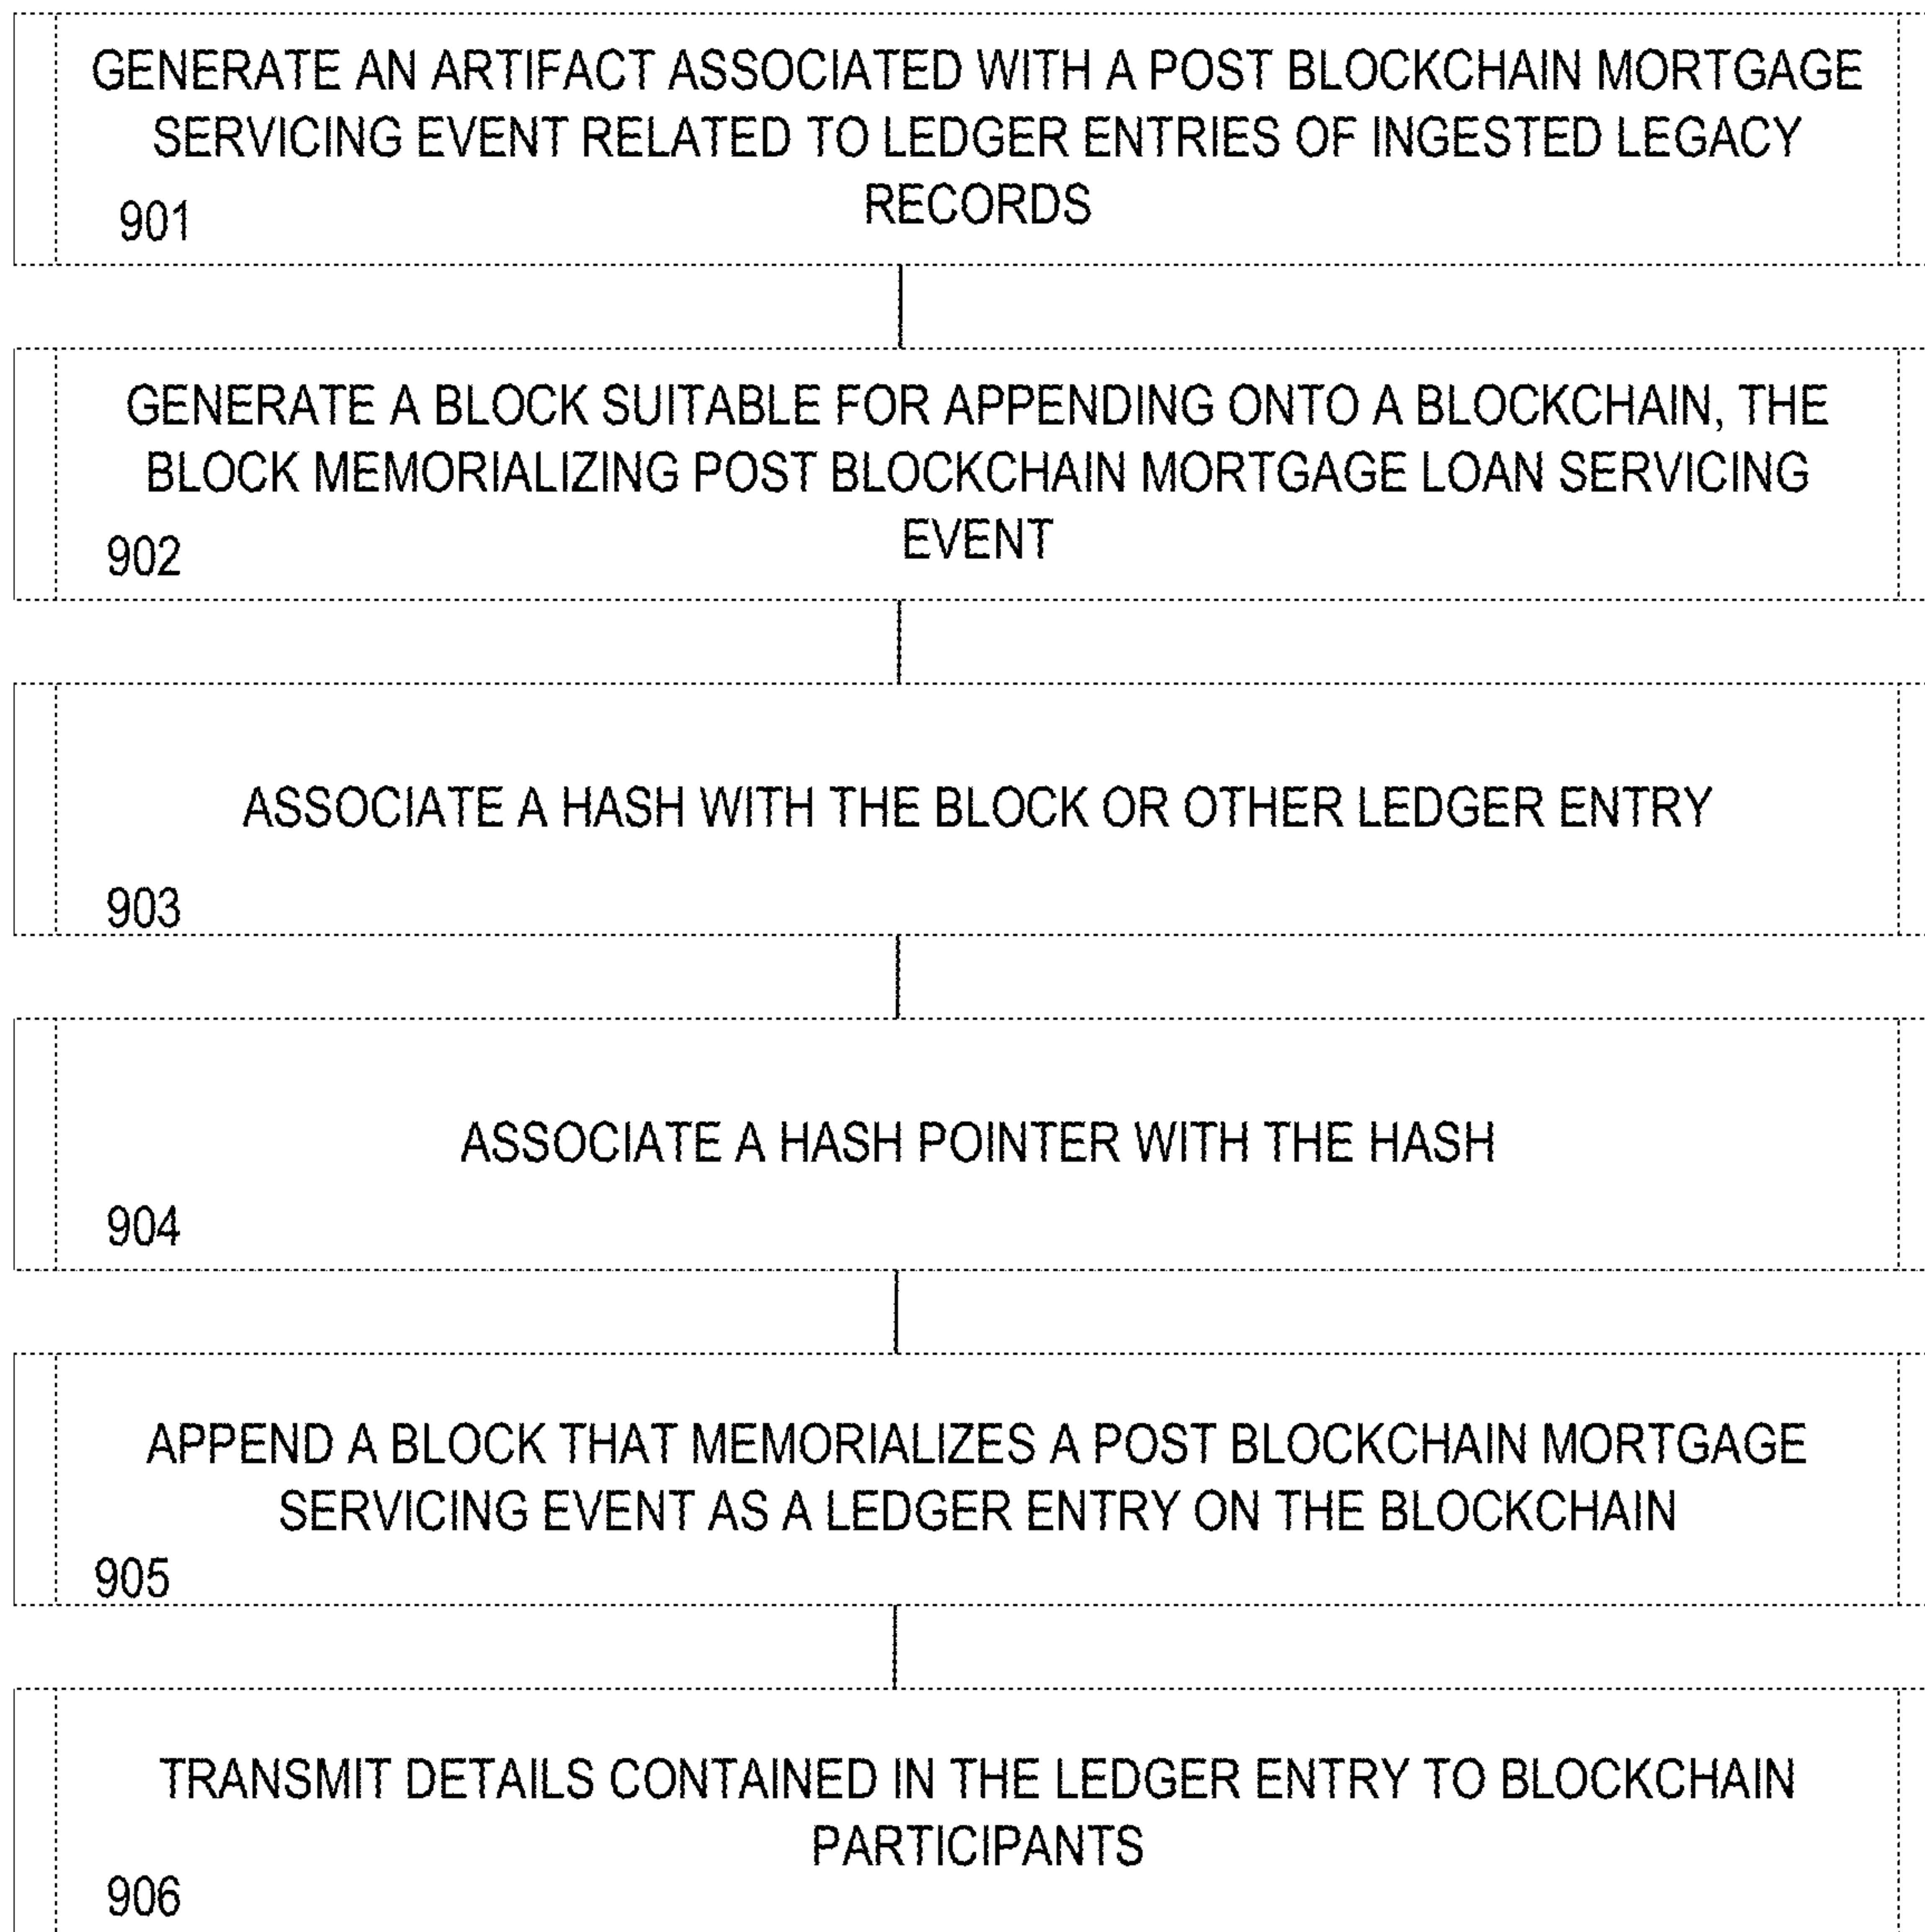 GENERATE AN ARTIFACT ASSOCIATED WITH A POST BLOCKCHAIN MORTGAGE
SERVICING EVENT RELATED TO LEDGER ENTRIES OF INGESTED LEGACY
RECORDS
901
GENERATE A BLOCK SUITABLE FOR APPENDING ONTO A BLOCKCHAIN, THE
BLOCK MEMORIALIZING POST BLOCKCHAIN MORTGAGE LOAN SERVICING
EVENT
902
ASSOCIATE A HASH WITH THE BLOCK OR OTHER LEDGER ENTRY
903
ASSOCIATE A HASH POINTER WITH THE HASH
904
APPEND A BLOCK THAT MEMORIALIZES A POST BLOCKCHAIN MORTGAGE
SERVICING EVENT AS A LEDGER ENTRY ON THE BLOCKCHAIN
905
TRANSMIT DETAILS CONTAINED IN THE LEDGER ENTRY TO BLOCKCHAIN
PARTICIPANTS
906